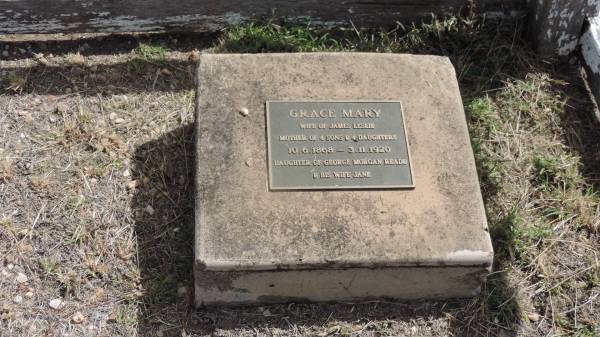 GRACE MARY
WIFE OF JAMES LESLIE
MOTHER OF 4 SONS & 4 DAUGHTERS
10.6.1868 — 3.11.1920
DAUGHTER OF GEORGE MORGAN READE
& HIS WIFE JANE